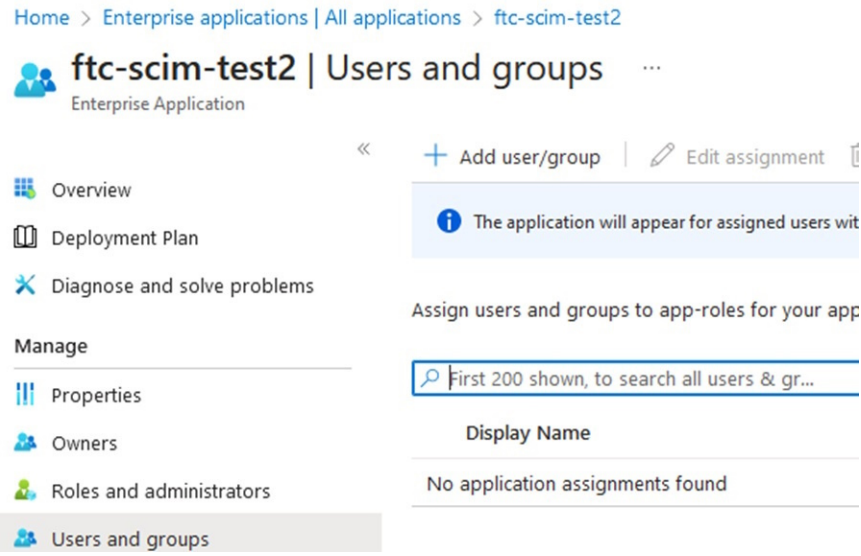 Home > Enterprise applications | All applications > ftc-scim-test2
ftc-scim-test2 | Users and groups ...
Enterprise Application
«
Overview
Deployment Plan
Diagnose and solve problems
Manage
Properties
Owners
Roles and administrators
Users and groups
+ Add user/group | Edit assignment
The application will appear for assigned users wit
Assign users and groups to app-roles for your app
First 200 shown, to search all users & gr...
Display Name
No application assignments found